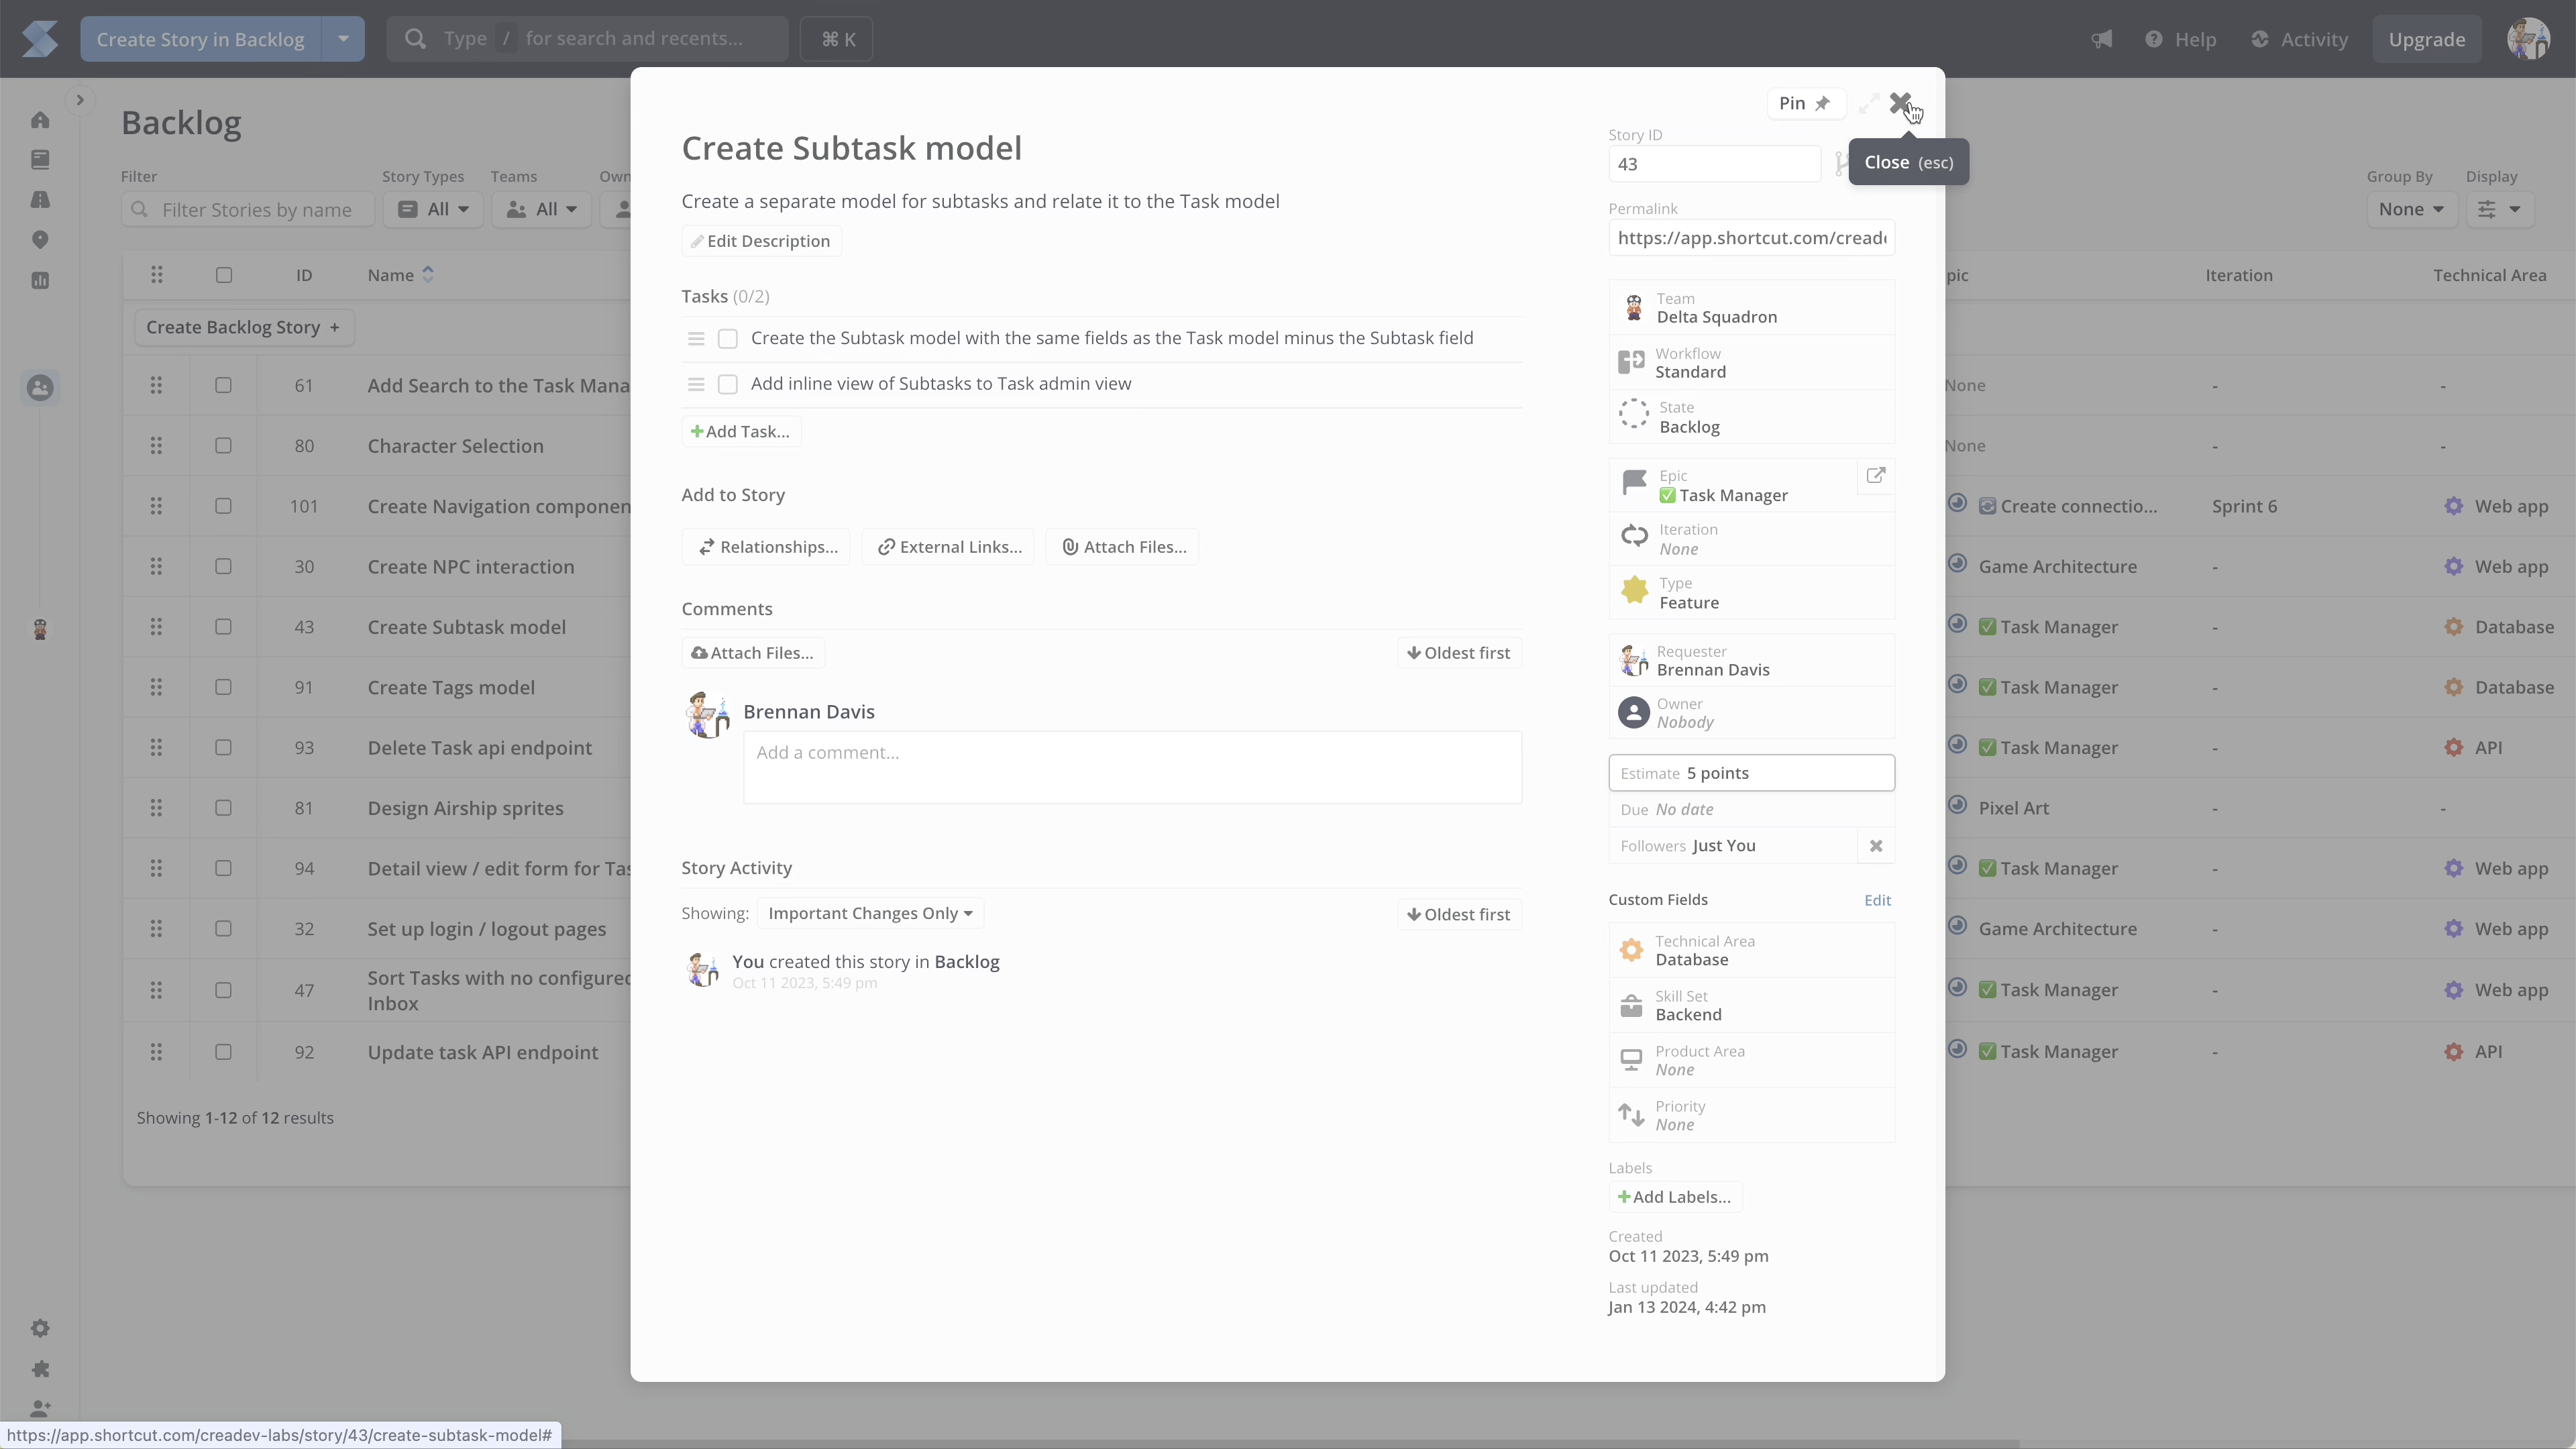 Create Story in Backlog
Type / for search and recents...
⌘ K
Help
Activity
Upgrade
Backlog
Filter
Filter Stories by name
Story Types
All
Teams
All
Own
Group By
None
Display
ID
Name
Epic
Iteration
Technical Area
Create Backlog Story +
61 Add Search to the Task Mana None - -
80 Character Selection None - -
101 Create Navigation componen Create connectio... Sprint 6 Web app
30 Create NPC interaction Game Architecture - Web app
43 Create Subtask model Task Manager - Database
91 Create Tags model Task Manager - Database
93 Delete Task api endpoint Task Manager - API
81 Design Airship sprites Pixel Art - -
94 Detail view / edit form for Tas Task Manager - Web app
32 Set up login / logout pages Game Architecture - Web app
47 Sort Tasks with no configured
Inbox Task Manager - Web app
92 Update task API endpoint Task Manager - API
Showing 1-12 of 12 results
Pin
Close (esc)
Create Subtask model
Create a separate model for subtasks and relate it to the Task model
Edit Description
Tasks (0/2)
Create the Subtask model with the same fields as the Task model minus the Subtask field
Add inline view of Subtasks to Task admin view
+Add Task...
Add to Story
Relationships...
External Links...
Attach Files...
Comments
Attach Files...
Oldest first
Brennan Davis
Add a comment...
Story Activity
Showing: Important Changes Only
Oldest first
You created this story in Backlog
Oct 11 2023, 5:49 pm
Story ID
43
Permalink
https://app.shortcut.com/creade
Team
Delta Squadron
Workflow
Standard
State
Backlog
Epic
Task Manager
Iteration
None
Type
Feature
Requester
Brennan Davis
Owner
Nobody
Estimate 5 points
Due No date
Followers Just You
Custom Fields
Edit
Technical Area
Database
Skill Set
Backend
Product Area
None
Priority
None
Labels
+Add Labels...
Created
Oct 11 2023, 5:49 pm
Last updated
Jan 13 2024, 4:42 pm
https://app.shortcut.com/creadev-labs/story/43/create-subtask-model#